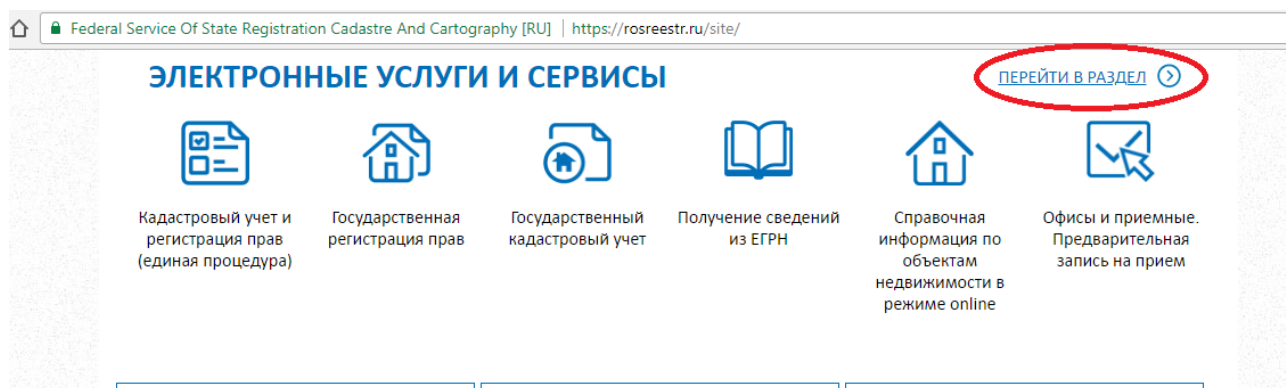 Federal Service Of State Registration Cadastre And Cartography [RU] | https://rosreestr.ru/site/
ЭЛЕКТРОННЫЕ УСЛУГИ И СЕРВИСЫ
ПЕРЕЙТИ В РАЗДЕЛ
Кадастровый учет и
регистрация прав
(единая процедура)
Государственная
регистрация прав
Государственный
кадастровый учет
Получение сведений
из ЕГРН
Справочная
информация по
объектам
недвижимости в
режиме online
Офисы и приемные.
Предварительная
запись на прием